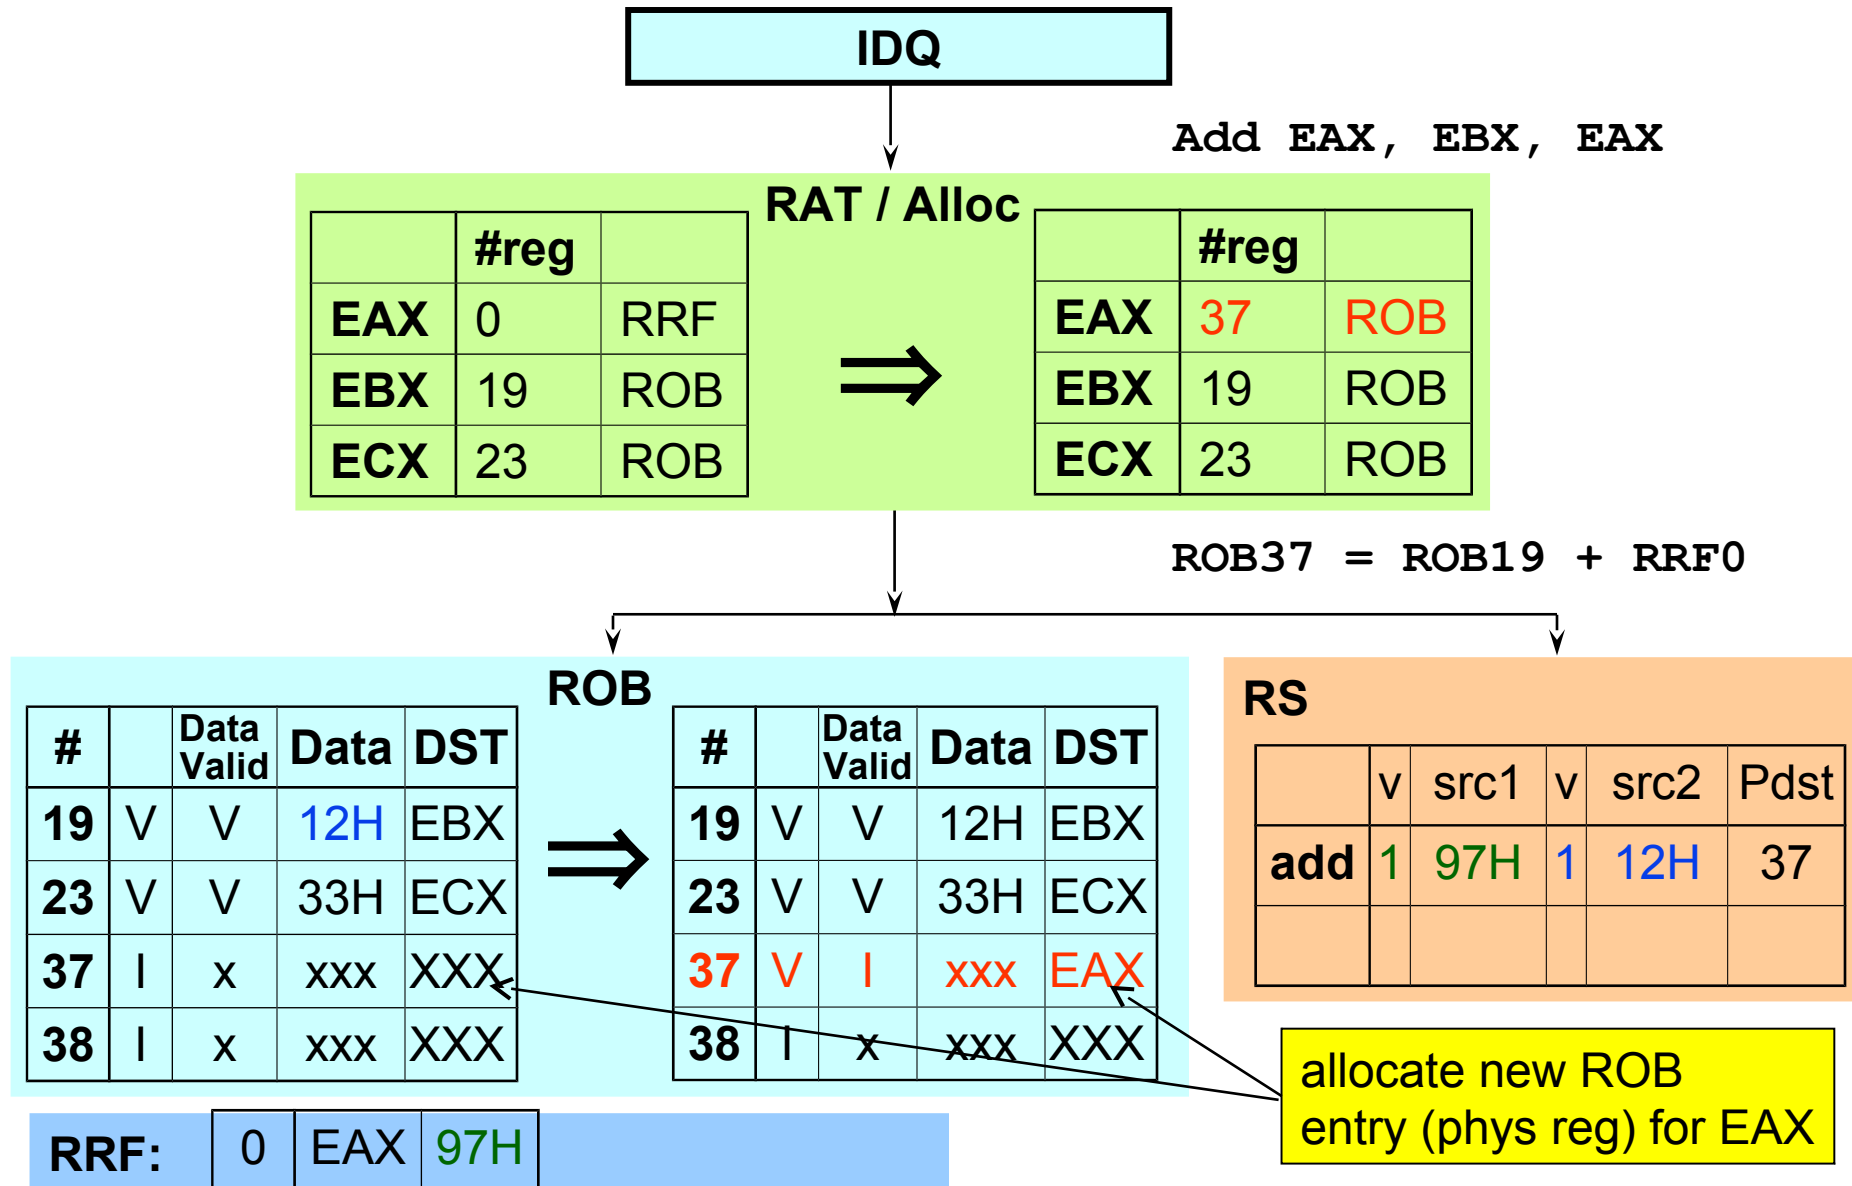 IDQ
Add EAX, EBX, EAX
RAT / Alloc
#reg
EAX 0 RRF
EBX 19 ROB
ECX 23 ROB
⇒
#reg
EAX 37 ROB
EBX 19 ROB
ECX 23 ROB
ROB37 = ROB19 + RRF0
ROB
# Data Valid Data DST
19 V V 12H EBX
23 V V 33H ECX
37 I x xxx XXX
38 I x xxx XXX
⇒
# Data Valid Data DST
19 V V 12H EBX
23 V V 33H ECX
37 V I xxx EAX
38 I x xxx XXX
RS
v src1 v src2 Pdst
add 1 97H 1 12H 37
allocate new ROB
entry (phys reg) for EAX
RRF: 0 EAX 97H